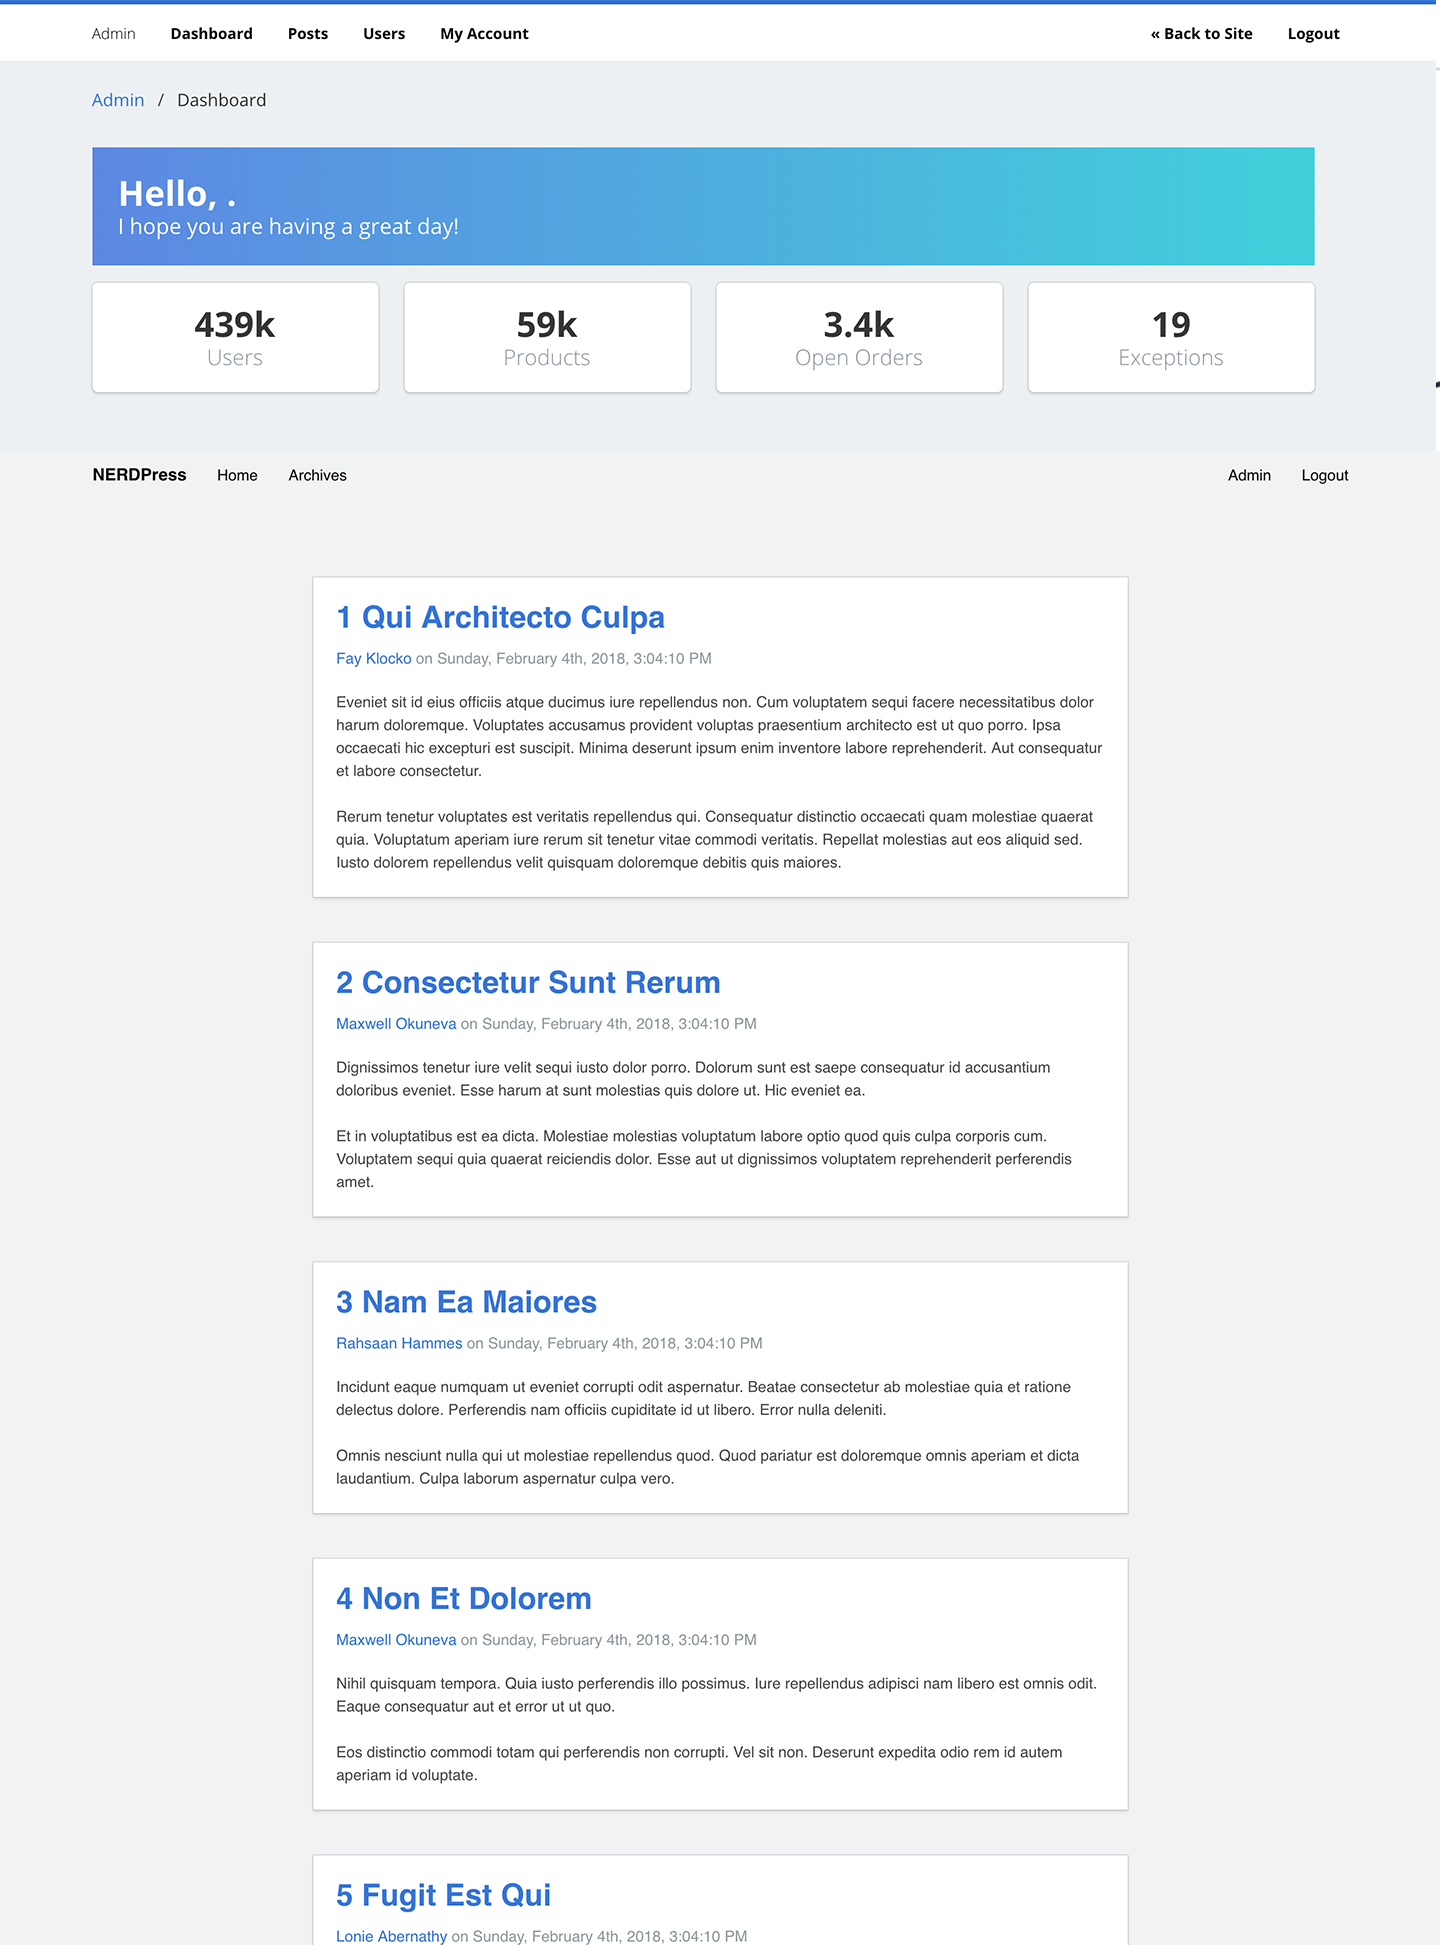 Admin Dashboard Posts Users My Account « Back to Site Logout
Admin / Dashboard
Hello, .
I hope you are having a great day!
439k 59k 3.4k 19
Users Products Open Orders Exceptions
NERDPress Home Archives Admin Logout
1 Qui Architecto Culpa
Fay Klocko on Sunday, February 4th, 2018, 3:04:10 PM
Eveniet sit id eius officiis atque ducimus iure repellendus non. Cum voluptatem sequi facere necessitatibus dolor
harum doloremque. Voluptates accusamus provident voluptas praesentium architecto est ut quo porro. Ipsa
occaecati hic excepturi est suscipit. Minima deserunt ipsum enim inventore labore reprehenderit. Aut consequatur
et labore consectetur.
Rerum tenetur voluptates est veritatis repellendus qui. Consequatur distinctio occaecati quam molestiae quaerat
quia. Voluptatum aperiam iure rerum sit tenetur vitae commodi veritatis. Repellat molestias aut eos aliquid sed.
Iusto dolorem repellendus velit quisquam doloremque debitis quis maiores.
2 Consectetur Sunt Rerum
Maxwell Okuneva on Sunday, February 4th, 2018, 3:04:10 PM
Dignissimos tenetur iure velit sequi iusto dolor porro. Dolorum sunt est saepe consequatur id accusantium
doloribus eveniet. Esse harum at sunt molestias quis dolore ut. Hic eveniet ea.
Et in voluptatibus est ea dicta. Molestiae molestias voluptatum labore optio quod quis culpa corporis cum.
Voluptatem sequi quia quaerat reiciendis dolor. Esse aut ut dignissimos voluptatem reprehenderit perferendis
amet.
3 Nam Ea Maiores
Rahsaan Hammes on Sunday, February 4th, 2018, 3:04:10 PM
Incidunt eaque numquam ut eveniet corrupti odit aspernatur. Beatae consectetur ab molestiae quia et ratione
delectus dolore. Perferendis nam officiis cupiditate id ut libero. Error nulla deleniti.
Omnis nesciunt nulla qui ut molestiae repellendus quod. Quod pariatur est doloremque omnis aperiam et dicta
laudantium. Culpa laborum aspernatur culpa vero.
4 Non Et Dolorem
Maxwell Okuneva on Sunday, February 4th, 2018, 3:04:10 PM
Nihil quisquam tempora. Quia iusto perferendis illo possimus. Iure repellendus adipisci nam libero est omnis odit.
Eaque consequatur aut et error ut ut quo.
Eos distinctio commodi totam qui perferendis non corrupti. Vel sit non. Deserunt expedita odio rem id autem
aperiam id voluptate.
5 Fugit Est Qui
Lonie Abernathy on Sunday, February 4th, 2018, 3:04:10 PM